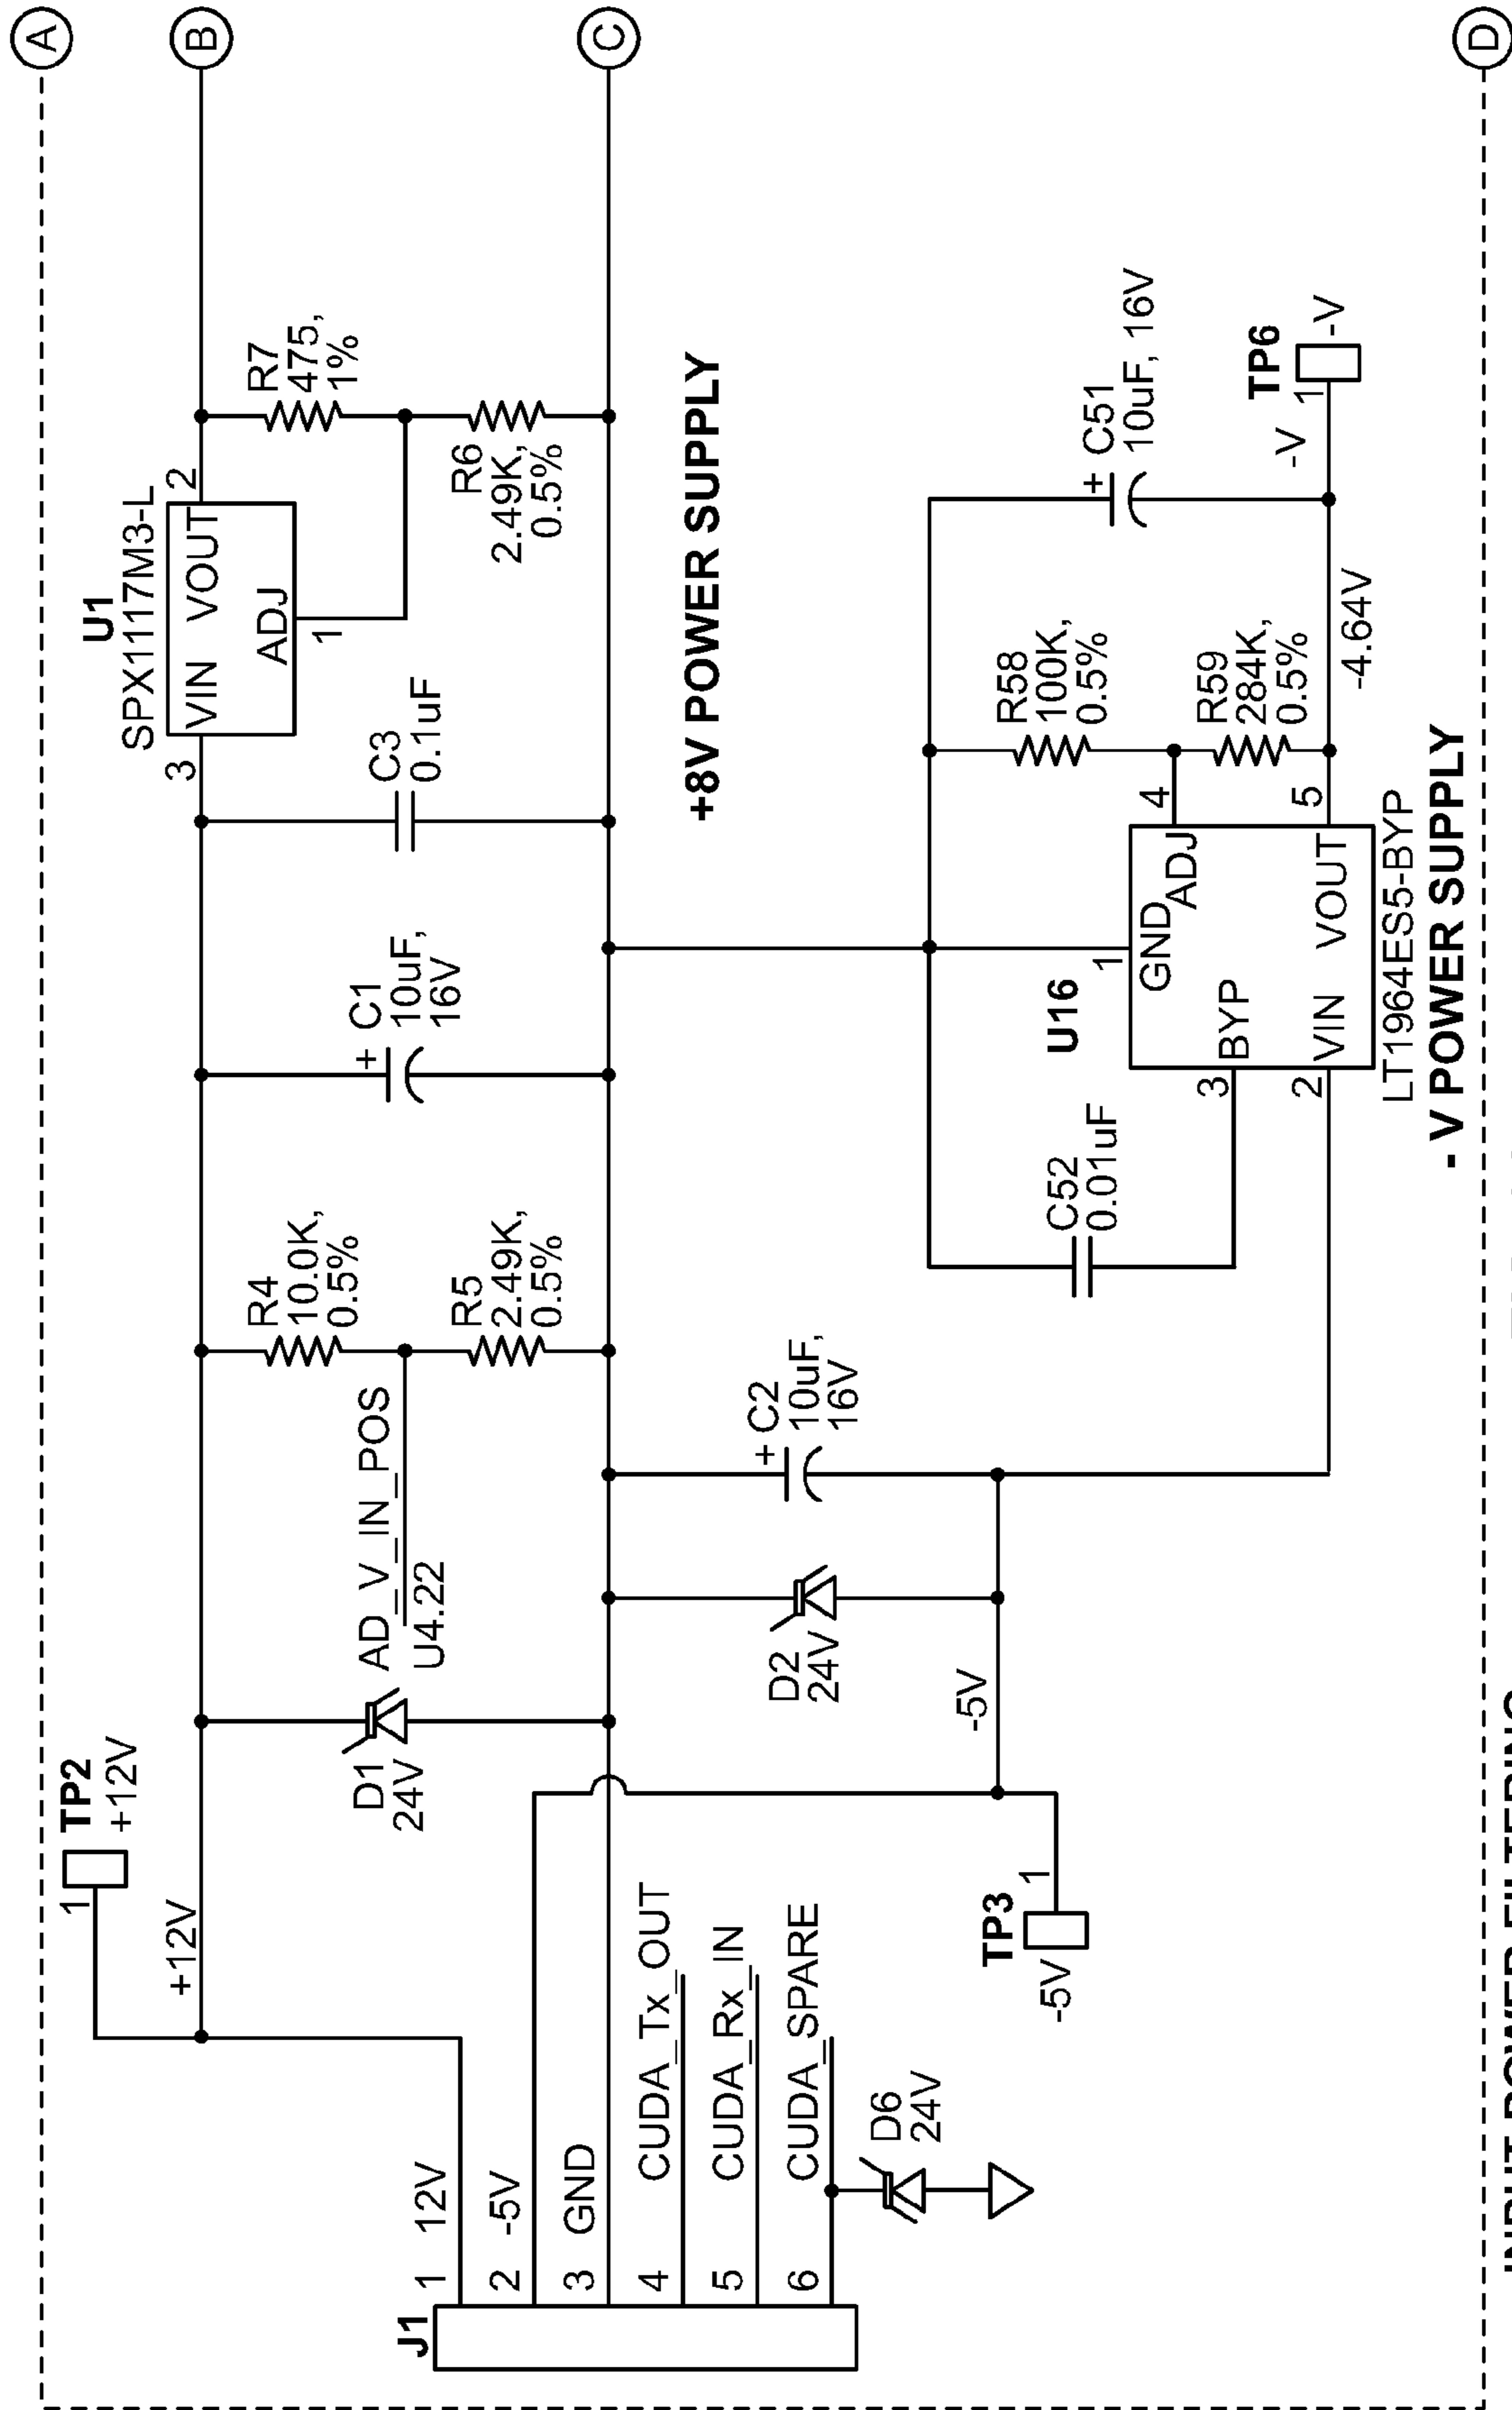 A
B
C
D
TP2
+12V
1
+12V
U1
SPX1117M3-L
3
VIN VOUT
2
ADJ
1
R7
475,
1%
R6
2.49K,
0.5%
C3
0.1uF
C1
10uF,
16V
+
R4
10.0K,
0.5%
R5
2.49K,
0.5%
AD_V_IN_POS
U4.22
D1
24V
+8V POWER SUPPLY
J1
1 12V
2 -5V
3 GND
4 CUDA_Tx_OUT
5 CUDA_Rx_IN
6 CUDA_SPARE
D6
24V
TP3
1
-5V
-5V
D2
24V
+ C2
10uF,
16V
C52
0.01uF
U16
1
GND
ADJ
4
BYP
3
VIN VOUT
2
5
LT1964ES5-BYP
- V POWER SUPPLY
R58
100K,
0.5%
R59
284K,
0.5%
-4.64V
+ C51
10uF, 16V
TP6
-V
1
-V
INPUT POWER FILTERING